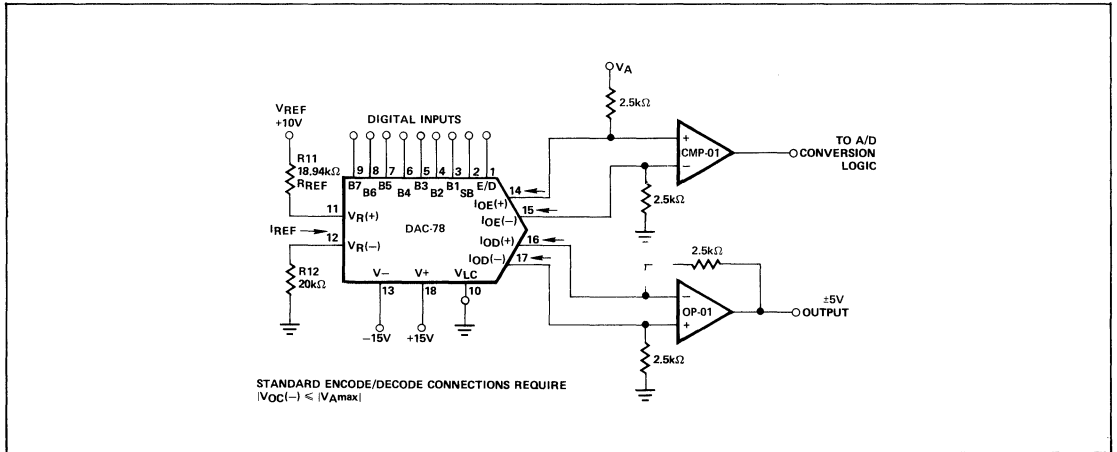 VA
2.5kΩ
VREF
+10V
DIGITAL INPUTS
R11
18.94kΩ
RREF
9 8 7 6 5 4 3 2 1
B7 B6 B5 B4 B3 B2 B1 SB E/D
+
CMP-01
−
TO A/D
CONVERSION
LOGIC
14
IOE(+)
15
IOE(−)
2.5kΩ
11
VR(+)
DAC-78
16
IOD(+)
IREF
12
VR(−)
17
IOD(−)
2.5kΩ
R12
20kΩ
V− V+ VLC
13 18 10
−
OP-01
+
±5V
OUTPUT
−15V +15V
2.5kΩ
STANDARD ENCODE/DECODE CONNECTIONS REQUIRE
|VOC(−) ≤ |VAmax|